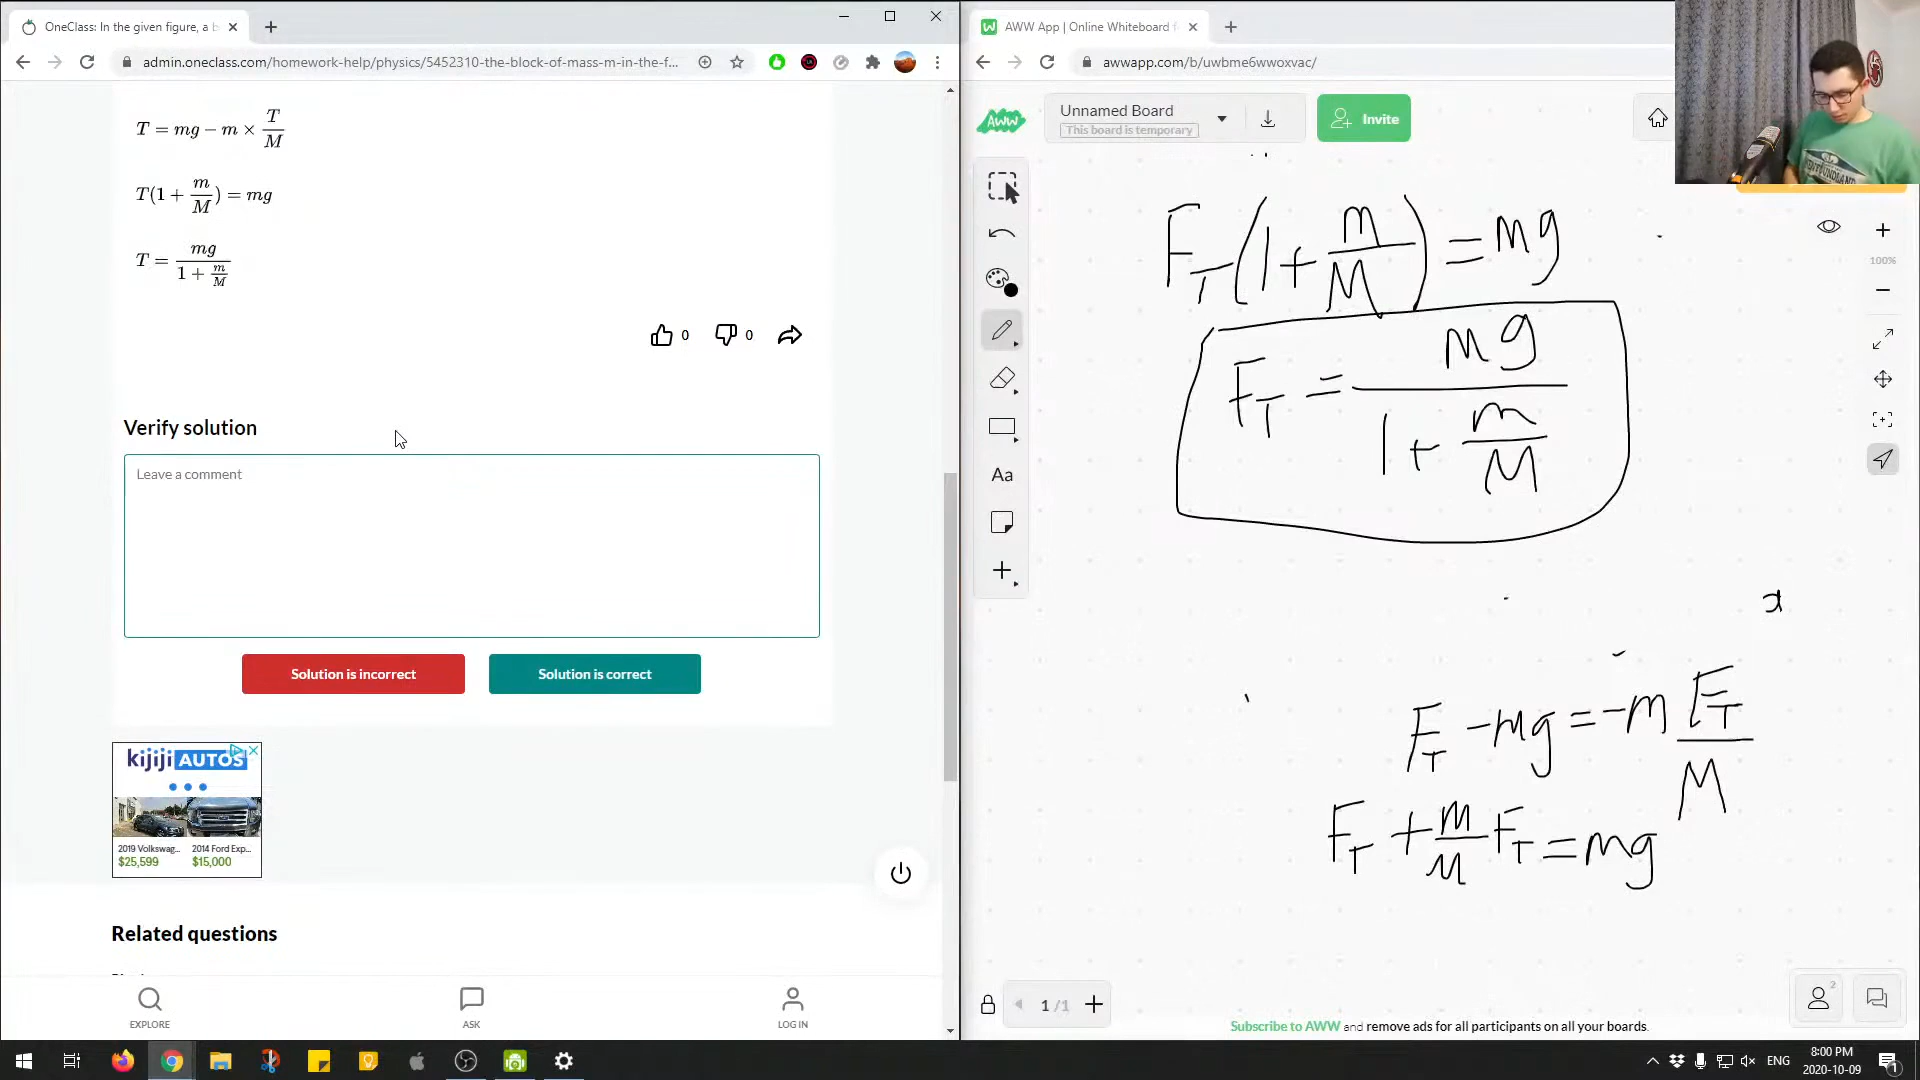 OneClass: In the given figure, a b
admin.oneclass.com/homework-help/physics/5452310-the-block-of-mass-m-in-the-f...
T = mg − m × T/M
T(1 + m/M) = mg
T = mg / (1 + m/M)
0
0
Verify solution
Leave a comment
Solution is incorrect
Solution is correct
kijiji AUTOS
2019 Volkswag...
$25,599
2014 Ford Exp...
$15,000
Related questions
EXPLORE
ASK
LOG IN
AWW App | Online Whiteboard f
awwapp.com/b/uwbme6wwoxvac/
AWW
Unnamed Board
This board is temporary
Invite
100%
Aa
F_T(1 + m/M) = mg
F_T = mg / (1 + m/M)
F_T − mg = −m F_T/M
F_T + m/M F_T = mg
1 /1
2
Subscribe to AWW and remove ads for all participants on all your boards.
ENG
8:00 PM
2020-10-09
1